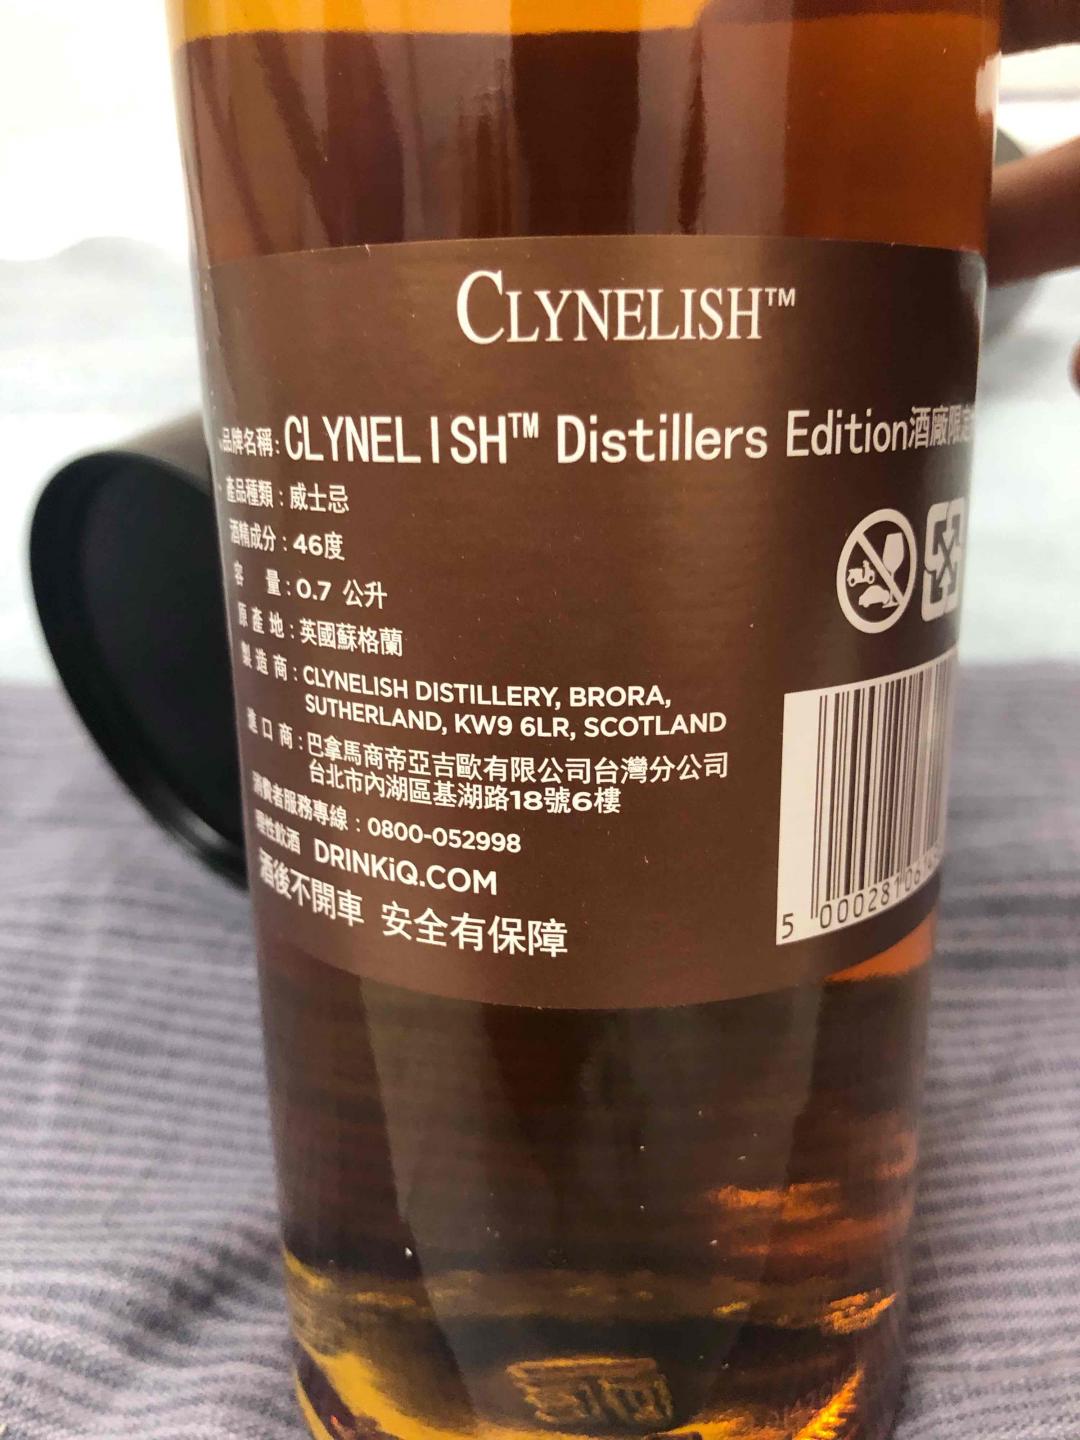 CLYNELISH™
品牌名稱:CLYNELISH™ Distillers Edition酒廠限定
產品種類:威士忌
酒精成分:46度
容 量:0.7 公升
原產地:英國蘇格蘭
製造商:CLYNELISH DISTILLERY, BRORA,
SUTHERLAND, KW9 6LR, SCOTLAND
進口商:巴拿馬商帝亞吉歐有限公司台灣分公司
台北市內湖區基湖路18號6樓
消費者服務專線:0800-052998
理性飲酒 DRINKiQ.COM
酒後不開車 安全有保障
5 000281 06